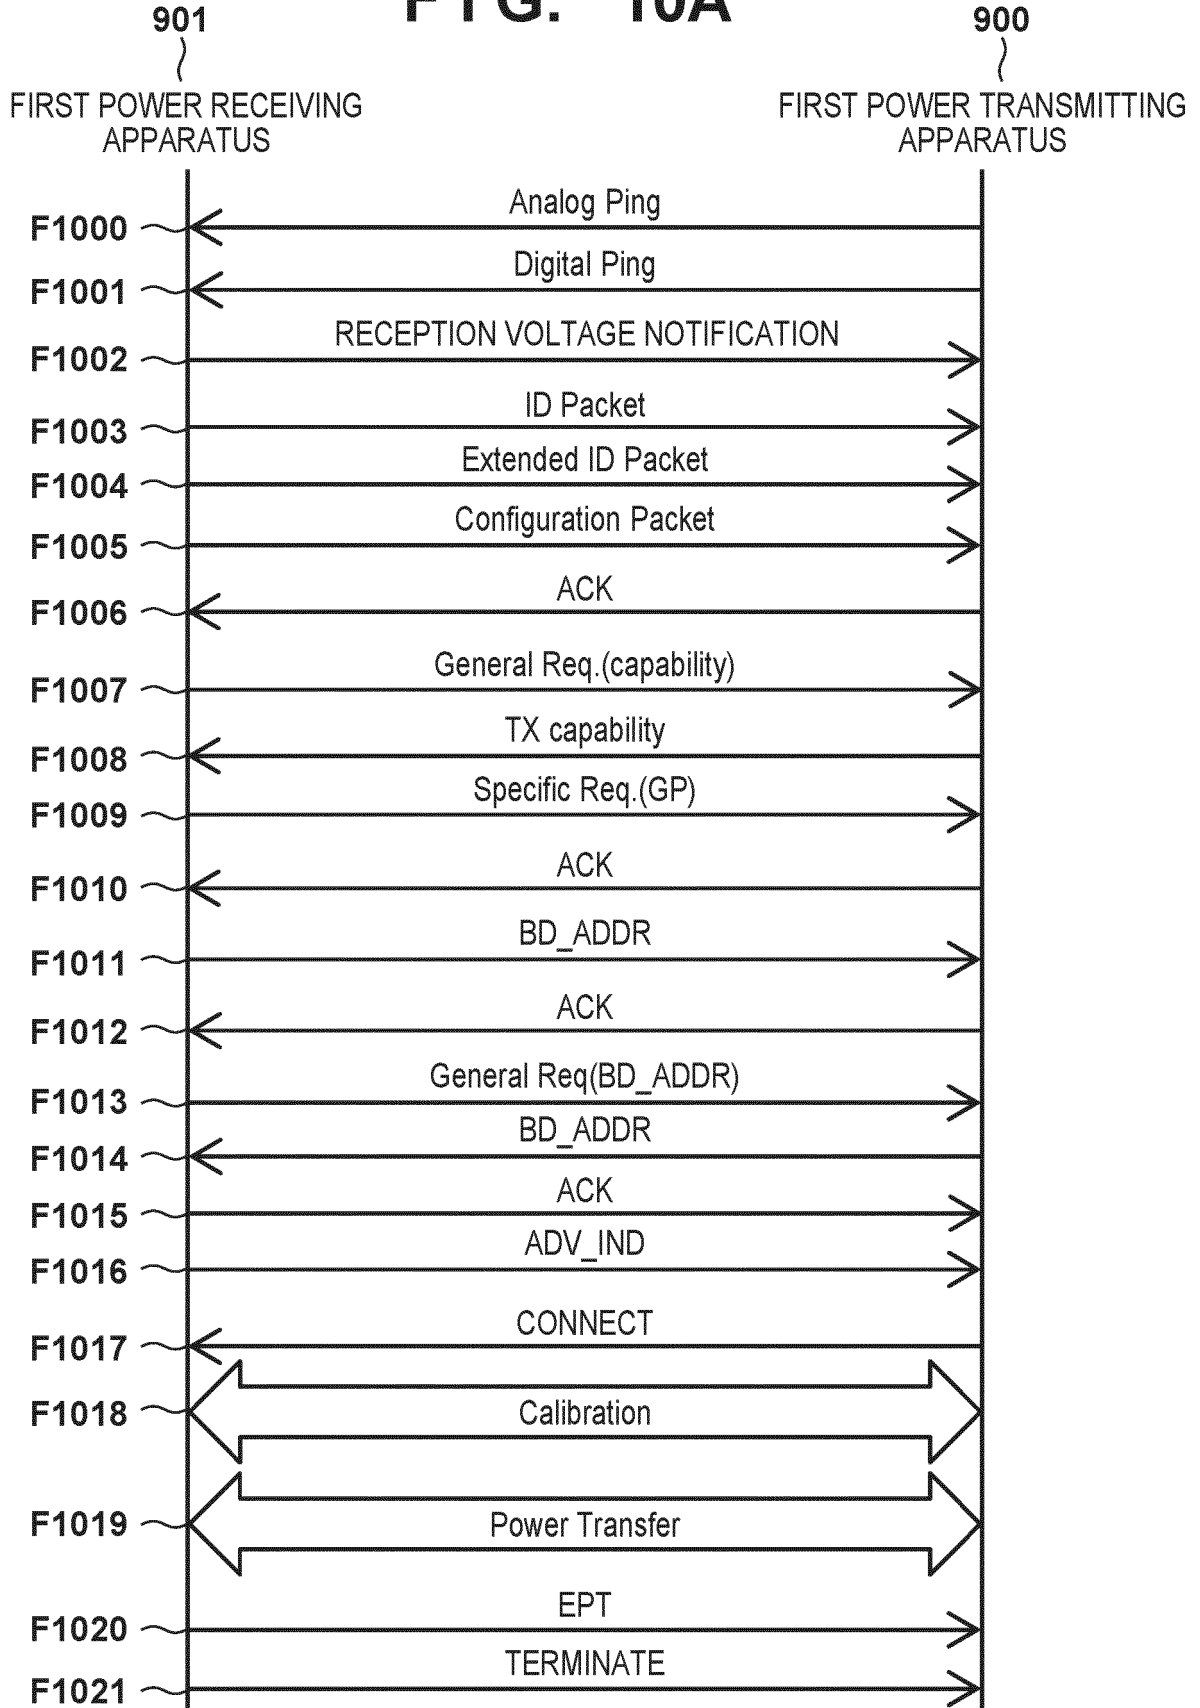 FIG. 10A
901
900
FIRST POWER RECEIVING
APPARATUS
FIRST POWER TRANSMITTING
APPARATUS
F1000
Analog Ping
F1001
Digital Ping
F1002
RECEPTION VOLTAGE NOTIFICATION
F1003
ID Packet
F1004
Extended ID Packet
F1005
Configuration Packet
F1006
ACK
F1007
General Req.(capability)
F1008
TX capability
F1009
Specific Req.(GP)
F1010
ACK
F1011
BD_ADDR
F1012
ACK
F1013
General Req(BD_ADDR)
F1014
BD_ADDR
F1015
ACK
F1016
ADV_IND
F1017
CONNECT
F1018
Calibration
F1019
Power Transfer
F1020
EPT
F1021
TERMINATE